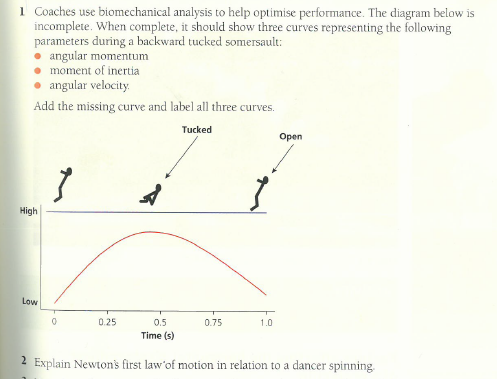 1 Coaches use biomechanical analysis to help optimise performance. The diagram below is
incomplete. When complete, it should show three curves representing the following
parameters during a backward tucked somersault:
• angular momentum
• moment of inertia
• angular velocity.
Add the missing curve and label all three curves.
Tucked
Open
High
Low
0 0.25 0.5 0.75 1.0
Time (s)
2 Explain Newton's first law of motion in relation to a dancer spinning.